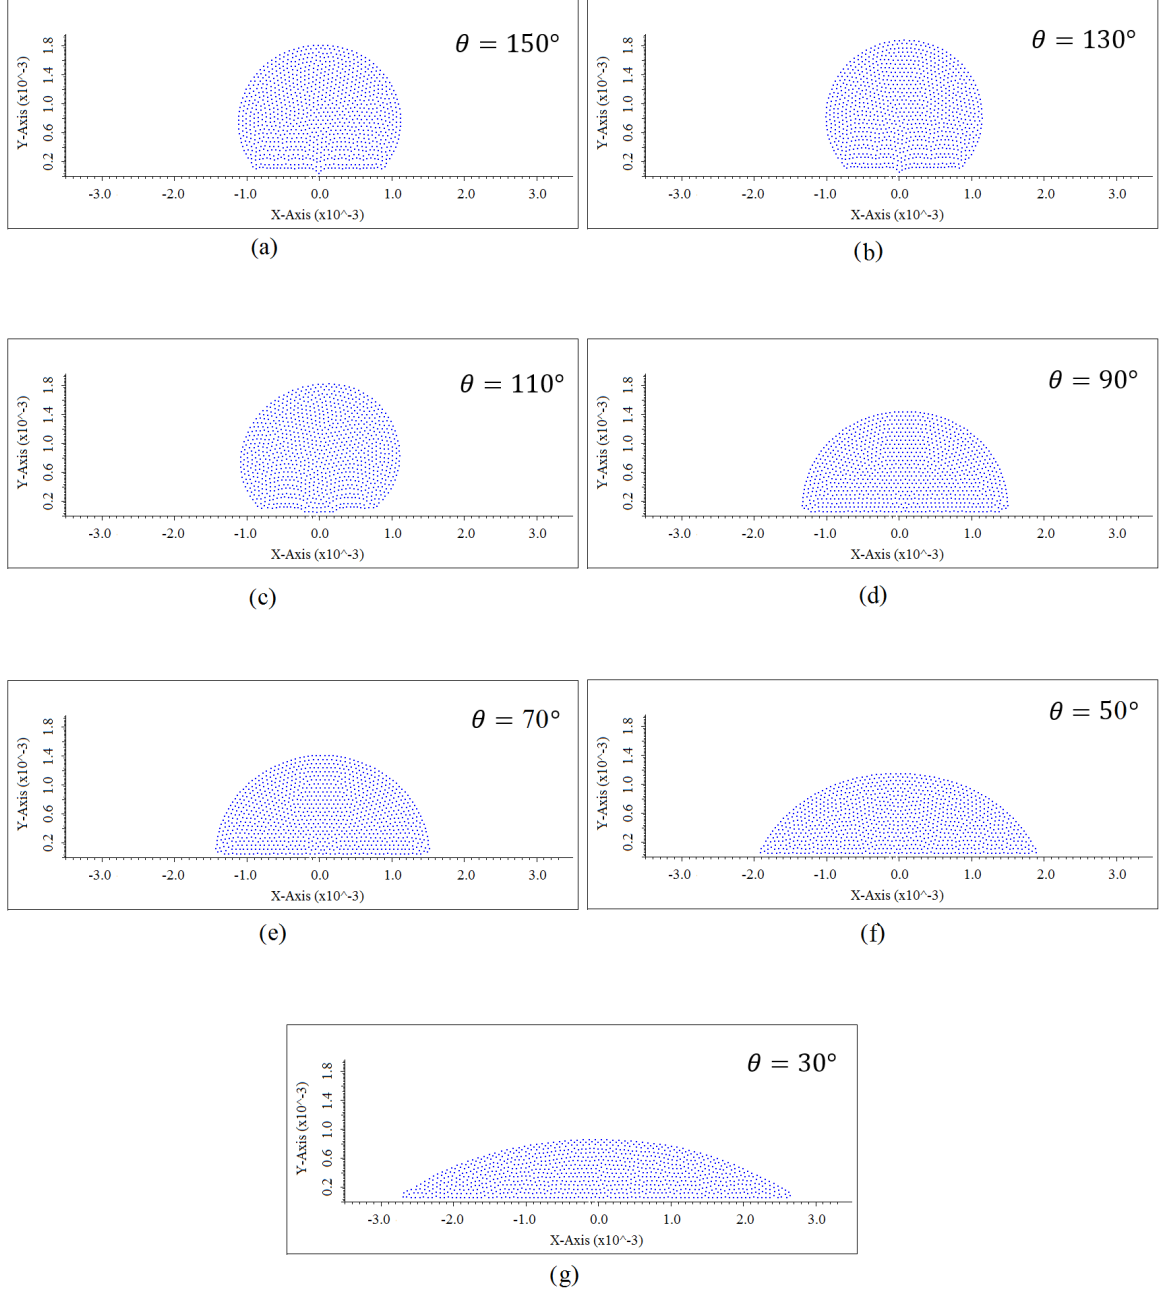 θ = 150°
Y-Axis (x10^-3)
0.2 0.6 1.0 1.4 1.8
-3.0 -2.0 -1.0 0.0 1.0 2.0 3.0
X-Axis (x10^-3)
(a)
θ = 130°
Y-Axis (x10^-3)
0.2 0.6 1.0 1.4 1.8
-3.0 -2.0 -1.0 0.0 1.0 2.0 3.0
X-Axis (x10^-3)
(b)
θ = 110°
Y-Axis (x10^-3)
0.2 0.6 1.0 1.4 1.8
-3.0 -2.0 -1.0 0.0 1.0 2.0 3.0
X-Axis (x10^-3)
(c)
θ = 90°
Y-Axis (x10^-3)
0.2 0.6 1.0 1.4 1.8
-3.0 -2.0 -1.0 0.0 1.0 2.0 3.0
X-Axis (x10^-3)
(d)
θ = 70°
Y-Axis (x10^-3)
0.2 0.6 1.0 1.4 1.8
-3.0 -2.0 -1.0 0.0 1.0 2.0 3.0
X-Axis (x10^-3)
(e)
θ = 50°
Y-Axis (x10^-3)
0.2 0.6 1.0 1.4 1.8
-3.0 -2.0 -1.0 0.0 1.0 2.0 3.0
X-Axis (x10^-3)
(f)
θ = 30°
Y-Axis (x10^-3)
0.2 0.6 1.0 1.4 1.8
-3.0 -2.0 -1.0 0.0 1.0 2.0 3.0
X-Axis (x10^-3)
(g)